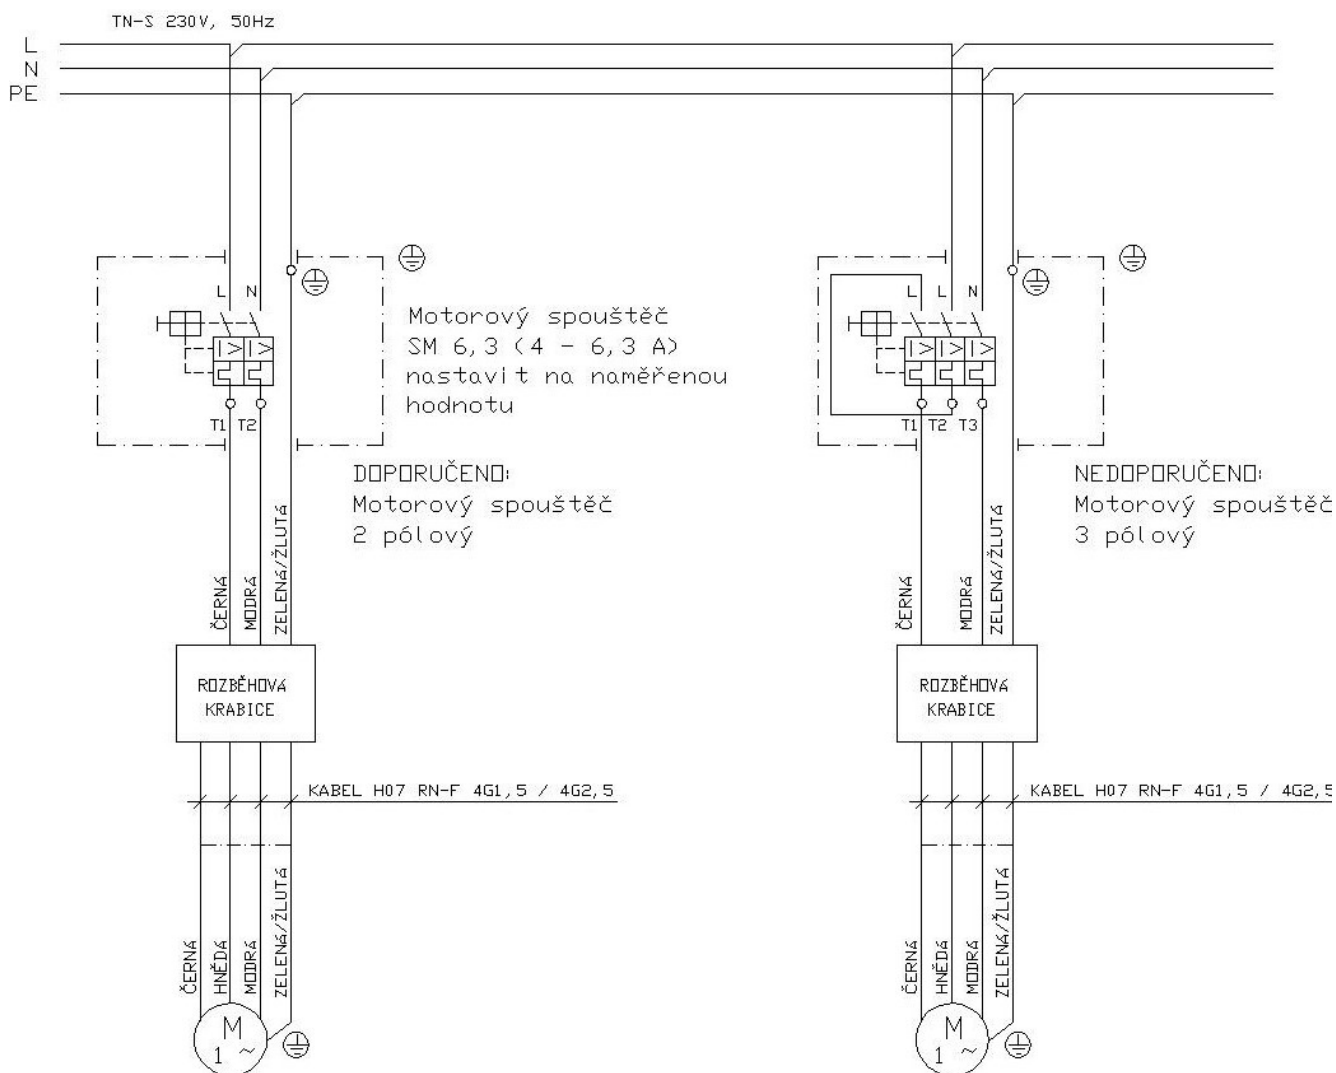 TN-S 230V, 50Hz
L
N
PE
L N
Motorový spouštěč
SM 6,3 (4 - 6,3 A)
nastavit na naměřenou
hodnotu
T1 T2
DOPORUČENO:
Motorový spouštěč
2 pólový
ČERNÁ
MODRÁ
ZELENÁ/ŽLUTÁ
ROZBĚHOVÁ
KRABICE
KABEL H07 RN-F 4G1,5 / 4G2,5
ČERNÁ
HNĚDÁ
MODRÁ
ZELENÁ/ŽLUTÁ
M
1 ~
L L N
T1 T2 T3
NEDOPORUČENO:
Motorový spouštěč
3 pólový
ČERNÁ
MODRÁ
ZELENÁ/ŽLUTÁ
ROZBĚHOVÁ
KRABICE
KABEL H07 RN-F 4G1,5 / 4G2,5
ČERNÁ
HNĚDÁ
MODRÁ
ZELENÁ/ŽLUTÁ
M
1 ~